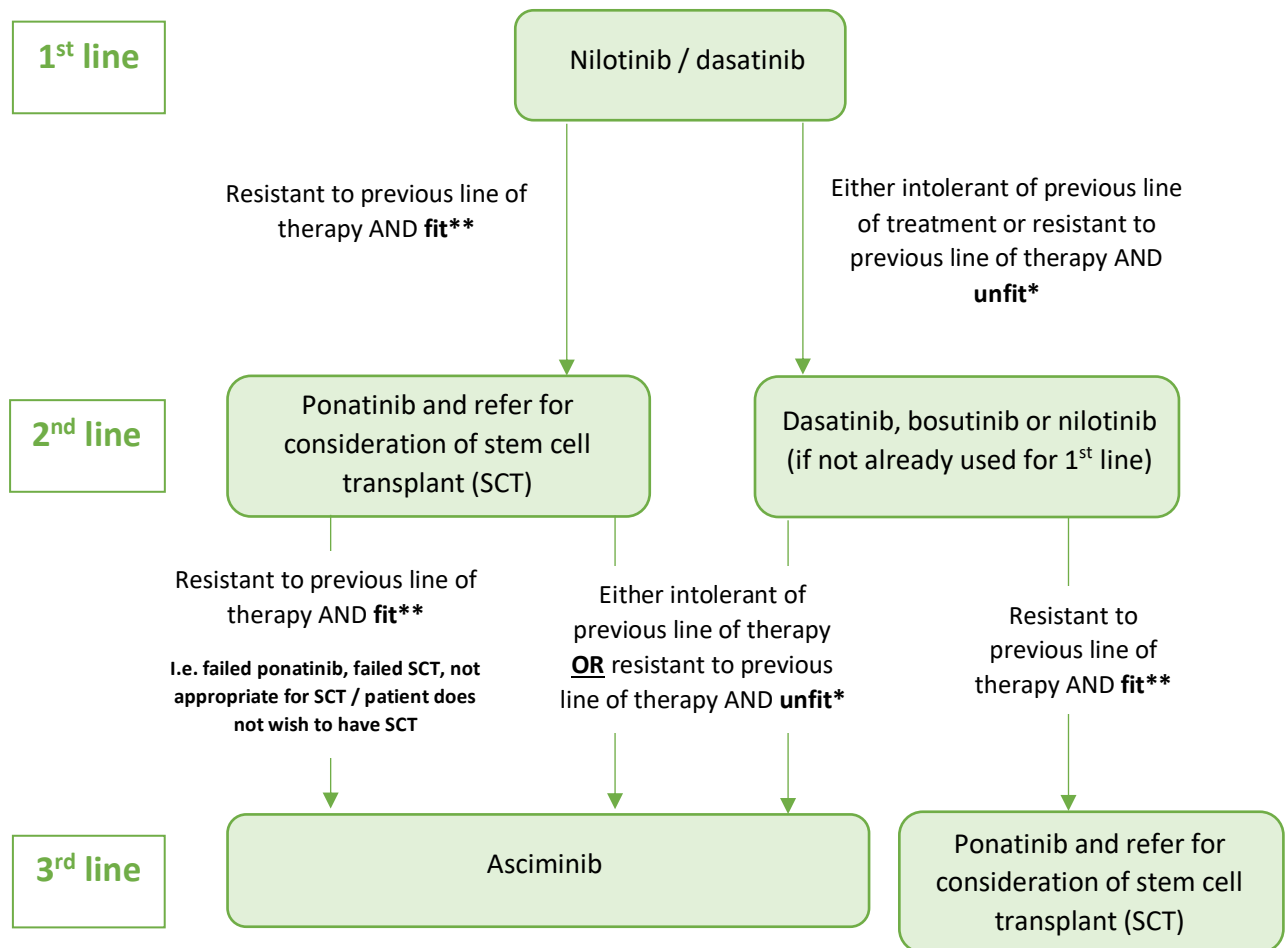 1st line
Nilotinib / dasatinib
Resistant to previous line of
therapy AND fit**
Either intolerant of previous line
of treatment or resistant to
previous line of therapy AND
unfit*
2nd line
Ponatinib and refer for
consideration of stem cell
transplant (SCT)
Dasatinib, bosutinib or nilotinib
(if not already used for 1st line)
Resistant to previous line of
therapy AND fit**
I.e. failed ponatinib, failed SCT, not
appropriate for SCT / patient does
not wish to have SCT
Either intolerant of
previous line of therapy
OR resistant to previous
line of therapy AND unfit*
Resistant to
previous line of
therapy AND fit**
3rd line
Asciminib
Ponatinib and refer for
consideration of stem cell
transplant (SCT)